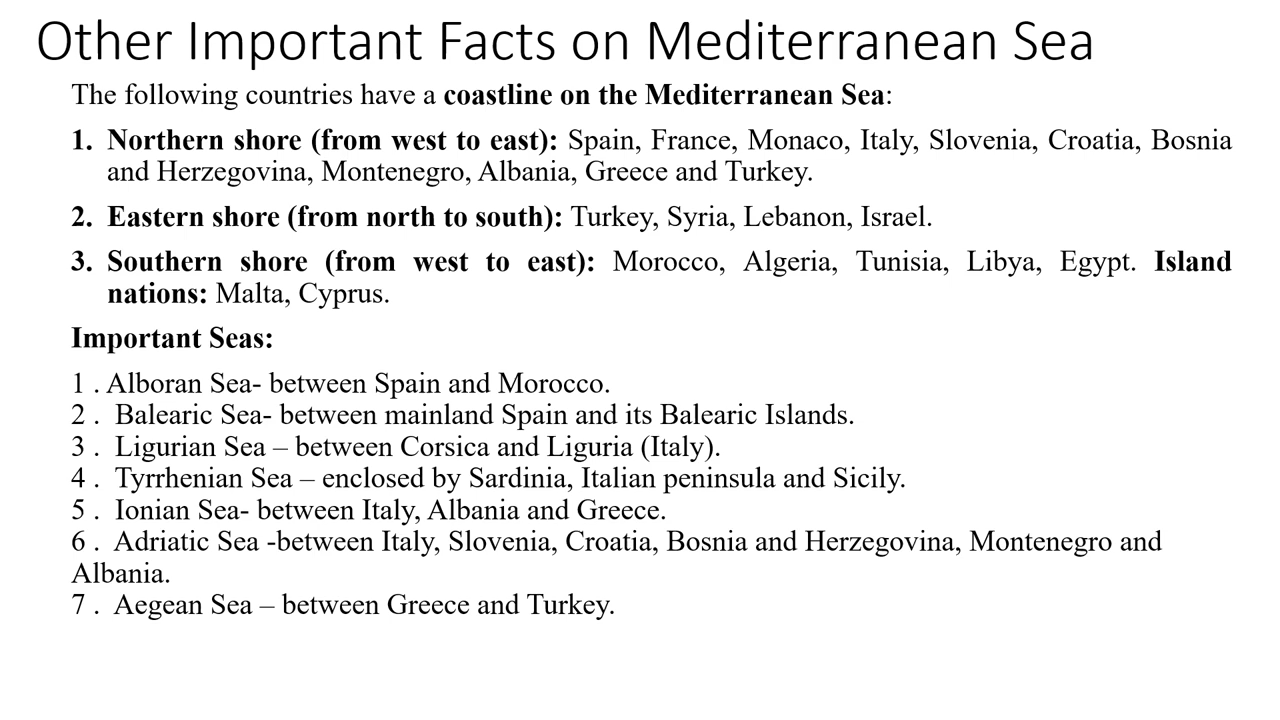 Other Important Facts on Mediterranean Sea
The following countries have a coastline on the Mediterranean Sea:
1. Northern shore (from west to east): Spain, France, Monaco, Italy, Slovenia, Croatia, Bosnia
and Herzegovina, Montenegro, Albania, Greece and Turkey.
2. Eastern shore (from north to south): Turkey, Syria, Lebanon, Israel.
3. Southern shore (from west to east): Morocco, Algeria, Tunisia, Libya, Egypt. Island
nations: Malta, Cyprus.
Important Seas:
1 . Alboran Sea- between Spain and Morocco.
2 .  Balearic Sea- between mainland Spain and its Balearic Islands.
3 .  Ligurian Sea – between Corsica and Liguria (Italy).
4 .  Tyrrhenian Sea – enclosed by Sardinia, Italian peninsula and Sicily.
5 .  Ionian Sea- between Italy, Albania and Greece.
6 .  Adriatic Sea -between Italy, Slovenia, Croatia, Bosnia and Herzegovina, Montenegro and
Albania.
7 .  Aegean Sea – between Greece and Turkey.